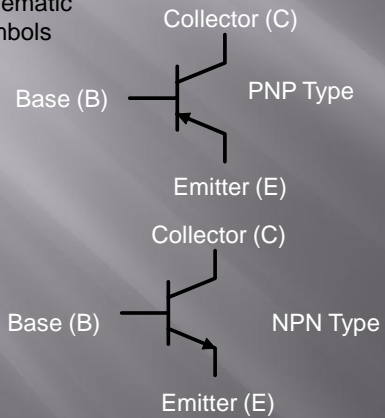 Collector (C)
Base (B)
PNP Type
Emitter (E)
Collector (C)
Base (B)
NPN Type
Emitter (E)